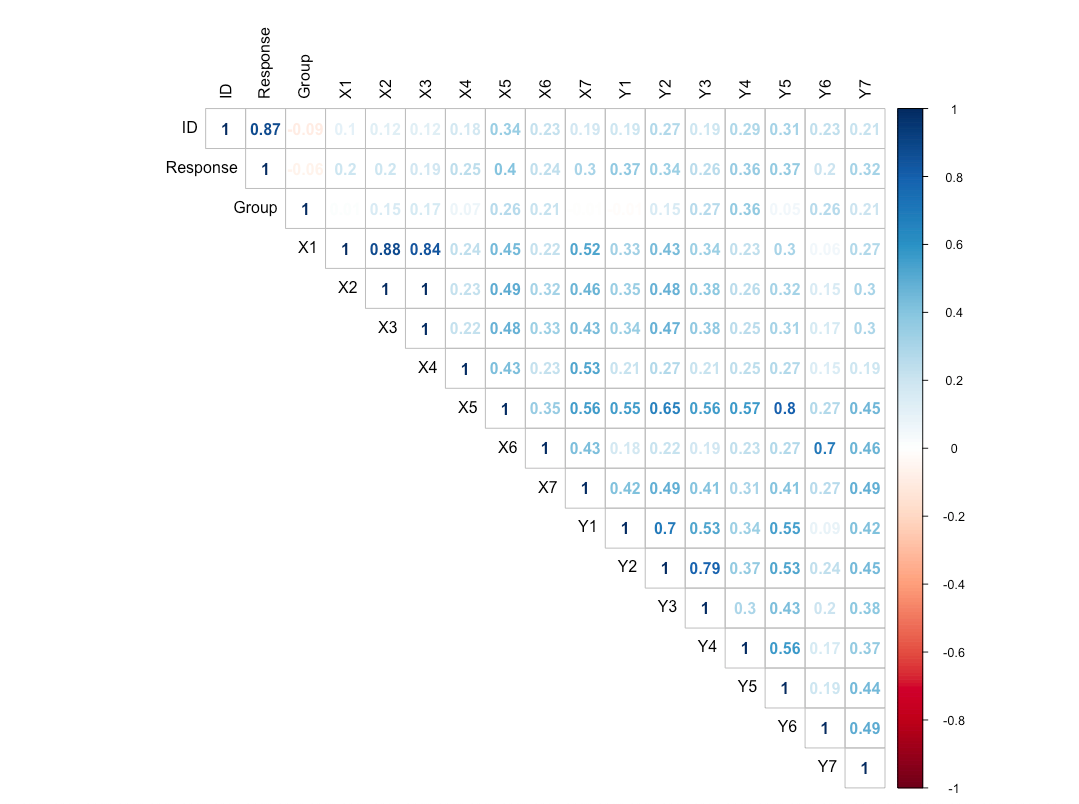 ID Response Group X1 X2 X3 X4 X5 X6 X7 Y1 Y2 Y3 Y4 Y5 Y6 Y7
ID 1 0.87 -0.09 0.1 0.12 0.12 0.18 0.34 0.23 0.19 0.19 0.27 0.19 0.29 0.31 0.23 0.21
Response 1 -0.06 0.2 0.2 0.19 0.25 0.4 0.24 0.3 0.37 0.34 0.26 0.36 0.37 0.2 0.32
Group 1 0.15 0.17 0.07 0.26 0.21 0.15 0.27 0.36 0.05 0.26 0.21
X1 1 0.88 0.84 0.24 0.45 0.22 0.52 0.33 0.43 0.34 0.23 0.3 0.06 0.27
X2 1 1 0.23 0.49 0.32 0.46 0.35 0.48 0.38 0.26 0.32 0.15 0.3
X3 1 0.22 0.48 0.33 0.43 0.34 0.47 0.38 0.25 0.31 0.17 0.3
X4 1 0.43 0.23 0.53 0.21 0.27 0.21 0.25 0.27 0.15 0.19
X5 1 0.35 0.56 0.55 0.65 0.56 0.57 0.8 0.27 0.45
X6 1 0.43 0.18 0.22 0.19 0.23 0.27 0.7 0.46
X7 1 0.42 0.49 0.41 0.31 0.41 0.27 0.49
Y1 1 0.7 0.53 0.34 0.55 0.09 0.42
Y2 1 0.79 0.37 0.53 0.24 0.45
Y3 1 0.3 0.43 0.2 0.38
Y4 1 0.56 0.17 0.37
Y5 1 0.19 0.44
Y6 1 0.49
Y7 1
1
0.8
0.6
0.4
0.2
0
-0.2
-0.4
-0.6
-0.8
-1